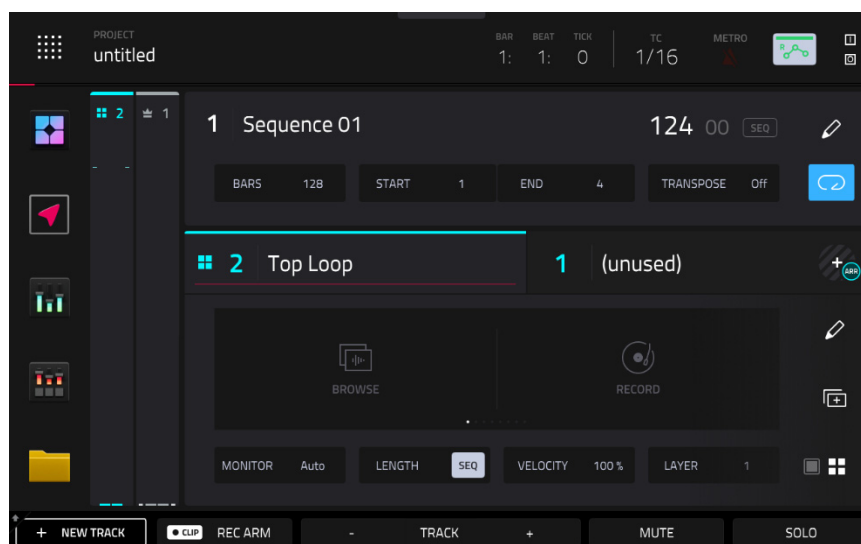 PROJECT
untitled
BAR BEAT TICK
1: 1: 0
TC
1/16
METRO
R
2
1
1 Sequence 01
124 00 SEQ
BARS 128 START 1 END 4 TRANSPOSE Off
2 Top Loop
1 (unused)
+ ARR
BROWSE
RECORD
MONITOR Auto LENGTH SEQ VELOCITY 100 % LAYER 1
+ NEW TRACK CLIP REC ARM - TRACK + MUTE SOLO